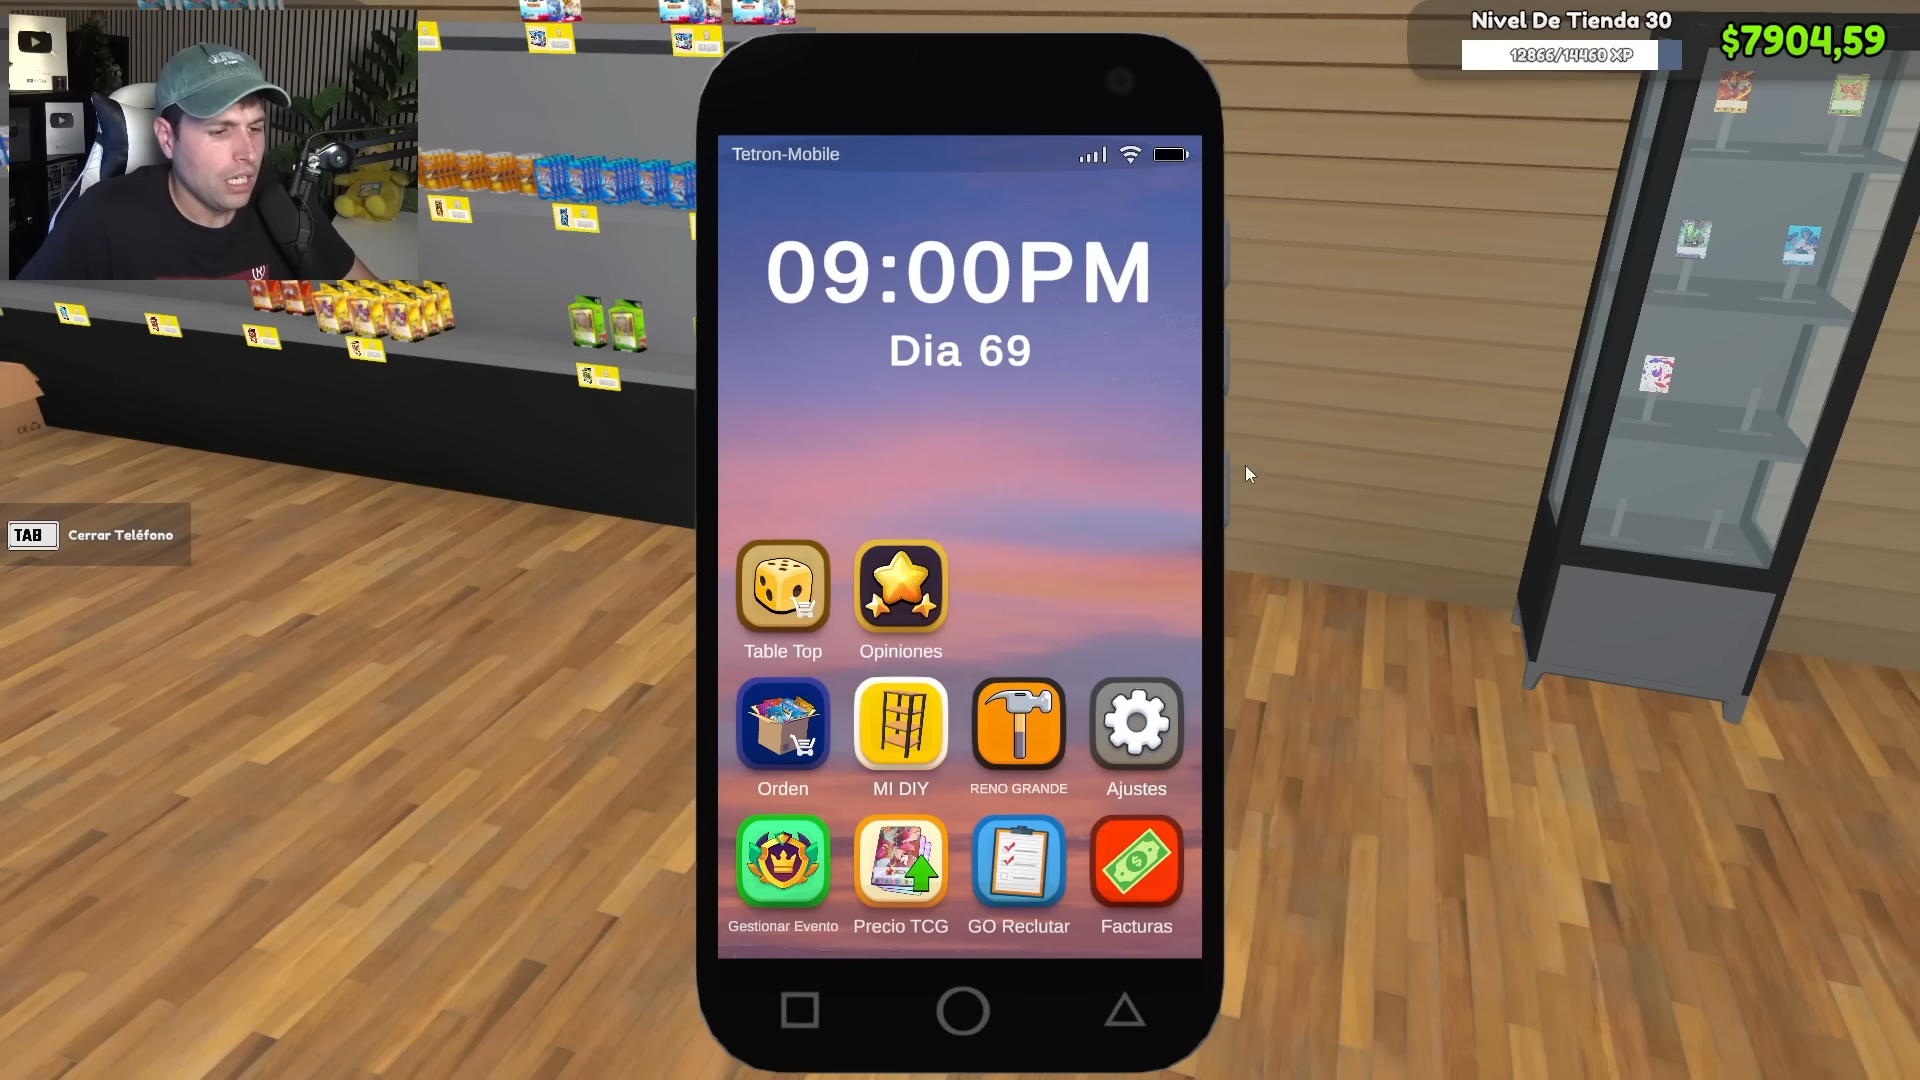 Nivel De Tienda 30
12866/14460 XP
$7904,59
Tetron-Mobile
09:00PM
Dia 69
TAB Cerrar Teléfono
Table Top
Opiniones
Orden
MI DIY
RENO GRANDE
Ajustes
Gestionar Evento
Precio TCG
GO Reclutar
Facturas